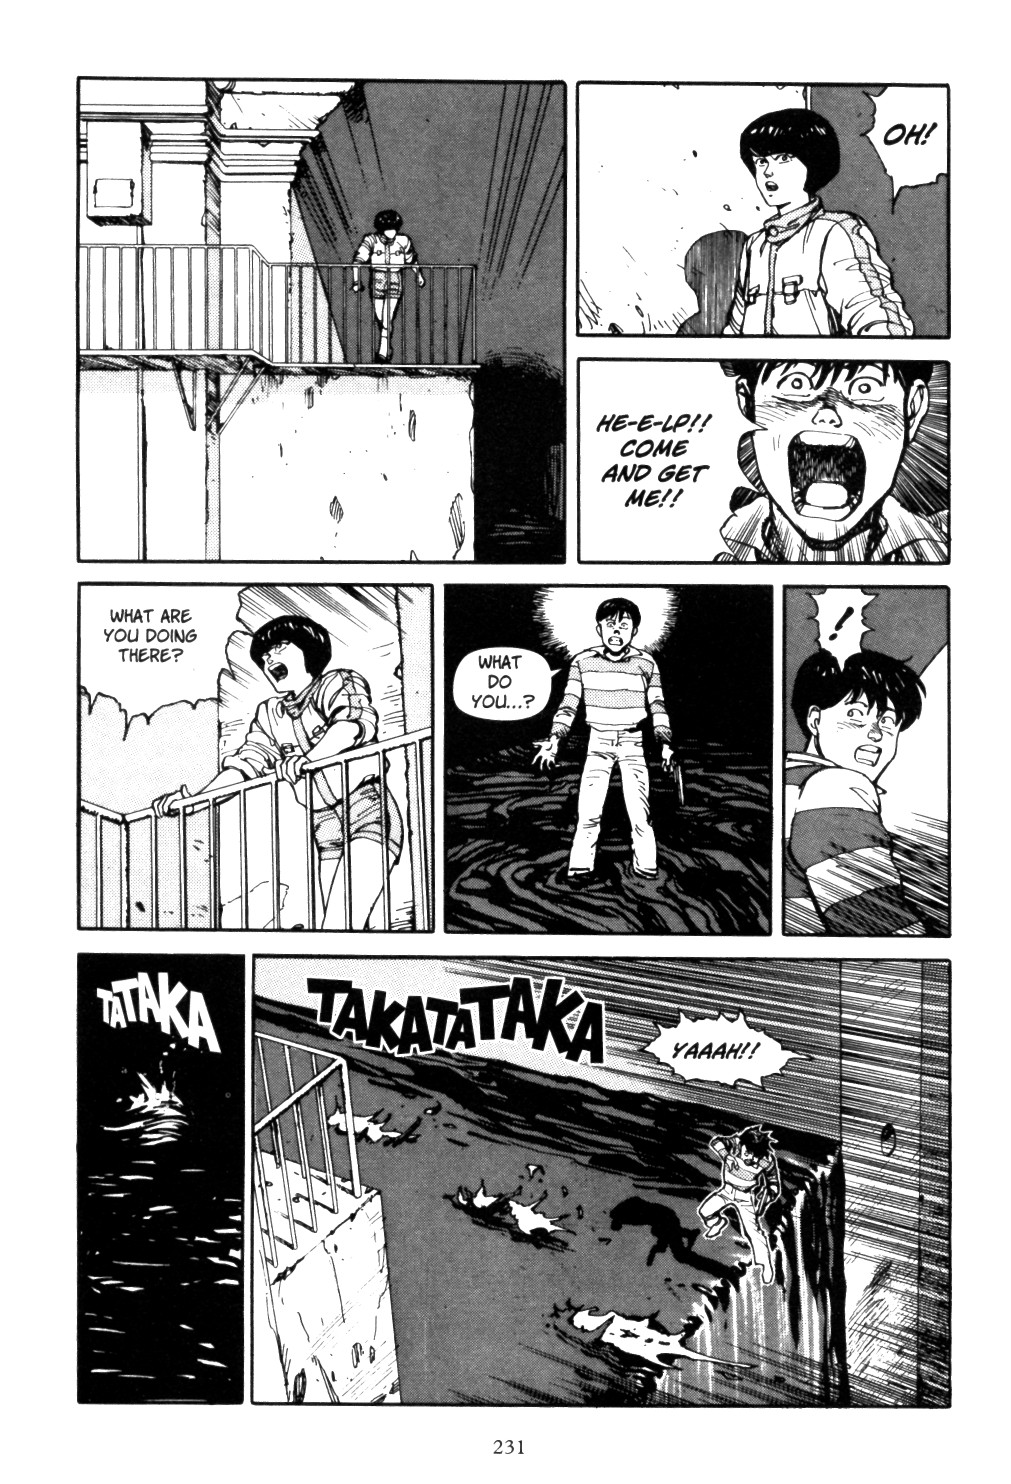 OH!
HE-E-LP!!
COME
AND GET
ME!!
WHAT ARE
YOU DOING
THERE?
WHAT
DO
YOU...?
!
TATAKA
TAKATATAKA
YAAAH!!
231